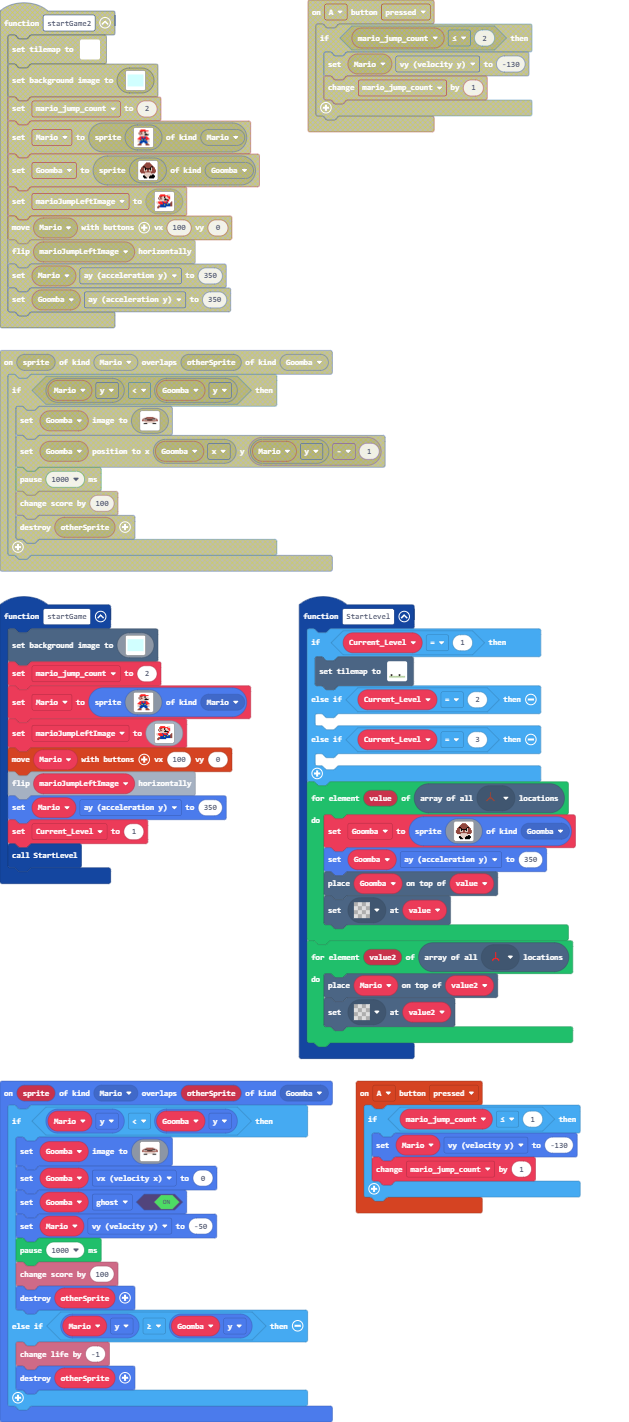 function startGame2
set tilemap to
set background image to
set mario_jump_count to 2
set Mario to sprite of kind Mario
set Goomba to sprite of kind Goomba
set marioJumpLeftImage to
move Mario with buttons vx 100 vy 0
flip marioJumpLeftImage horizontally
set Mario ay (acceleration y) to 350
set Goomba ay (acceleration y) to 350
on A button pressed
if mario_jump_count ≤ 2 then
set Mario vy (velocity y) to -130
change mario_jump_count by 1
on sprite of kind Mario overlaps otherSprite of kind Goomba
if Mario y < Goomba y then
set Goomba image to
set Goomba position to x Goomba x y Mario y - 1
pause 1000 ms
change score by 100
destroy otherSprite
function startGame
set background image to
set mario_jump_count to 2
set Mario to sprite of kind Mario
set marioJumpLeftImage to
move Mario with buttons vx 100 vy 0
flip marioJumpLeftImage horizontally
set Mario ay (acceleration y) to 350
set Current_Level to 1
call StartLevel
function StartLevel
if Current_Level = 1 then
set tilemap to
else if Current_Level = 2 then
else if Current_Level = 3 then
for element value of array of all locations
do
set Goomba to sprite of kind Goomba
set Goomba ay (acceleration y) to 350
place Goomba on top of value
set at value
for element value2 of array of all locations
do
place Mario on top of value2
set at value2
on sprite of kind Mario overlaps otherSprite of kind Goomba
if Mario y < Goomba y then
set Goomba image to
set Goomba vx (velocity x) to 0
set Goomba ghost ON
set Mario vy (velocity y) to -50
pause 1000 ms
change score by 100
destroy otherSprite
else if Mario y ≥ Goomba y then
change life by -1
destroy otherSprite
on A button pressed
if mario_jump_count ≤ 1 then
set Mario vy (velocity y) to -130
change mario_jump_count by 1